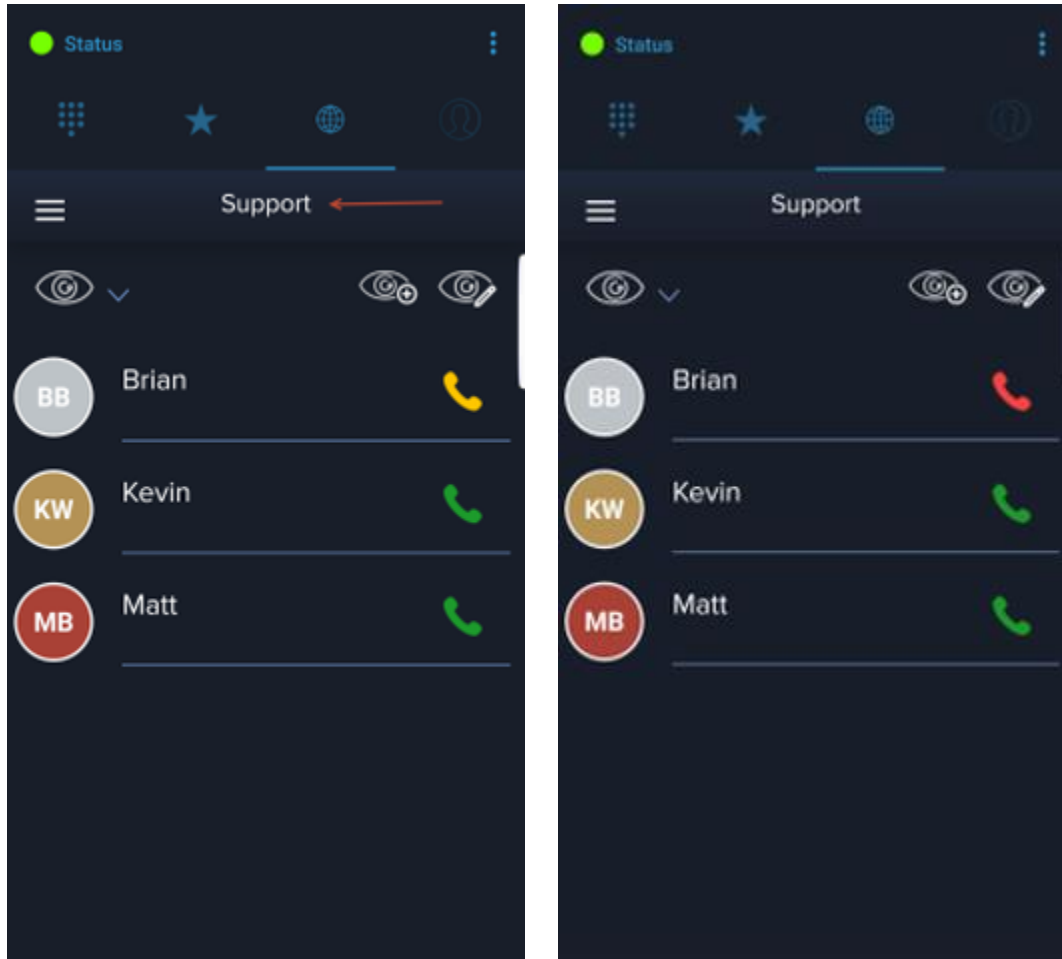 Status
Support
BB
Brian
KW
Kevin
MB
Matt
Status
Support
BB
Brian
KW
Kevin
MB
Matt